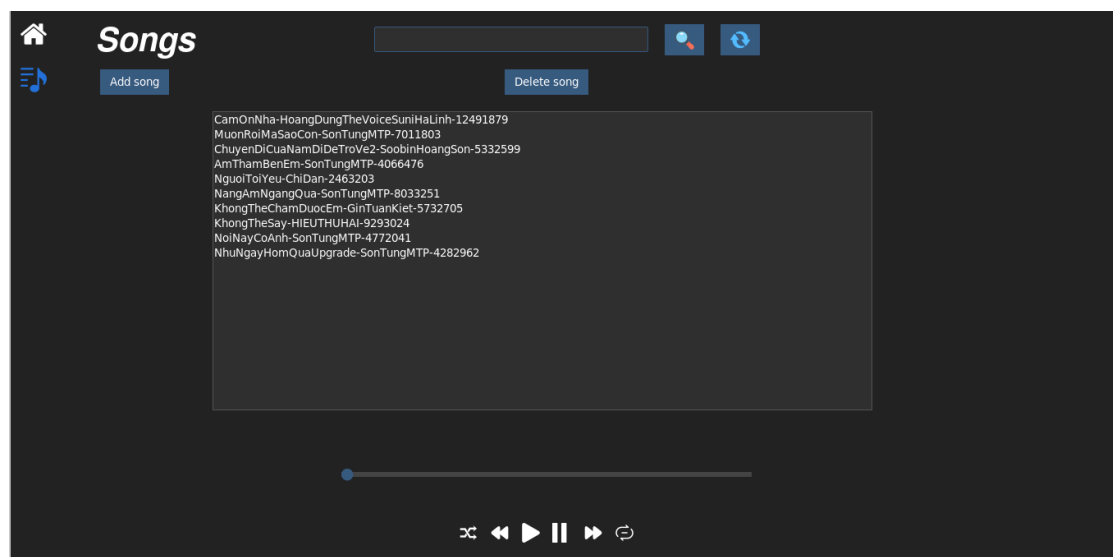 Songs
Add song
Delete song
CamOnNha-HoangDungTheVoiceSuniHaLinh-12491879
MuonRoiMaSaoCon-SonTungMTP-7011803
ChuyenDiCuaNamDiDeTroVe2-SoobinHoangSon-5332599
AmThamBenEm-SonTungMTP-4066476
NguoiToiYeu-ChiDan-2463203
NangAmNgangQua-SonTungMTP-8033251
KhongTheChamDuocEm-GinTuanKiet-5732705
KhongTheSay-HIEUTHUHAI-9293024
NoiNayCoAnh-SonTungMTP-4772041
NhuNgayHomQuaUpgrade-SonTungMTP-4282962